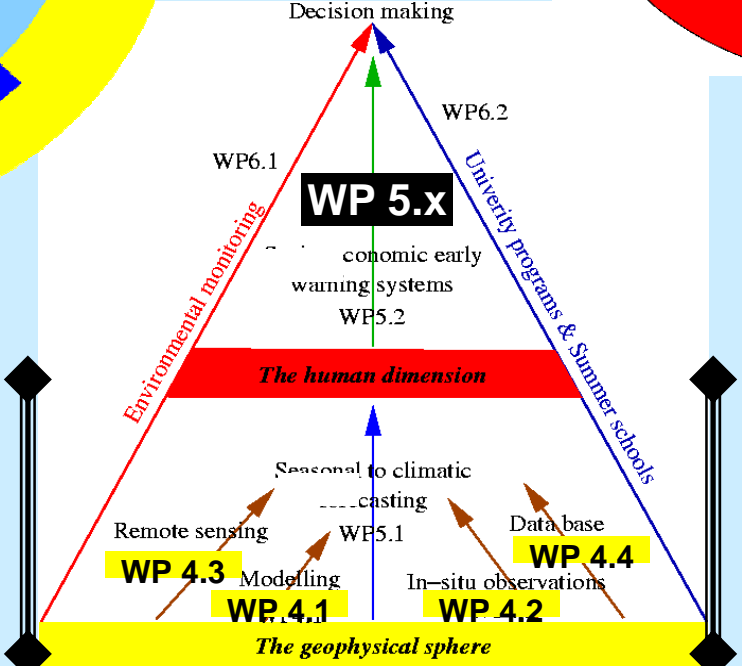 Decision making
WP6.2
WP6.1
WP 5.x
Environmental monitoring
Univerity programs & Summer schools
conomic early
warning systems
WP5.2
The human dimension
Seasonal to climatic
casting
WP5.1
Remote sensing
Data base
WP 4.3
WP 4.4
Modelling
In-situ observations
WP 4.1
WP 4.2
The geophysical sphere